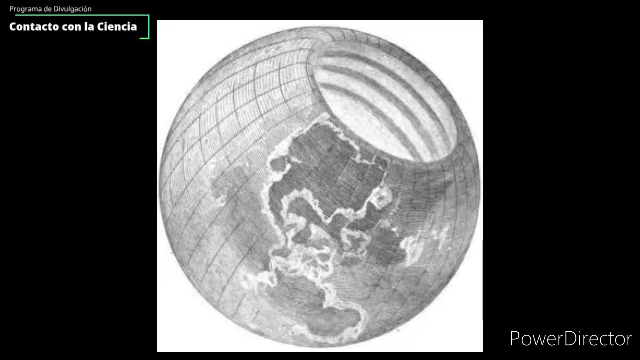 Programa de Divulgación
Contacto con la Ciencia
PowerDirector